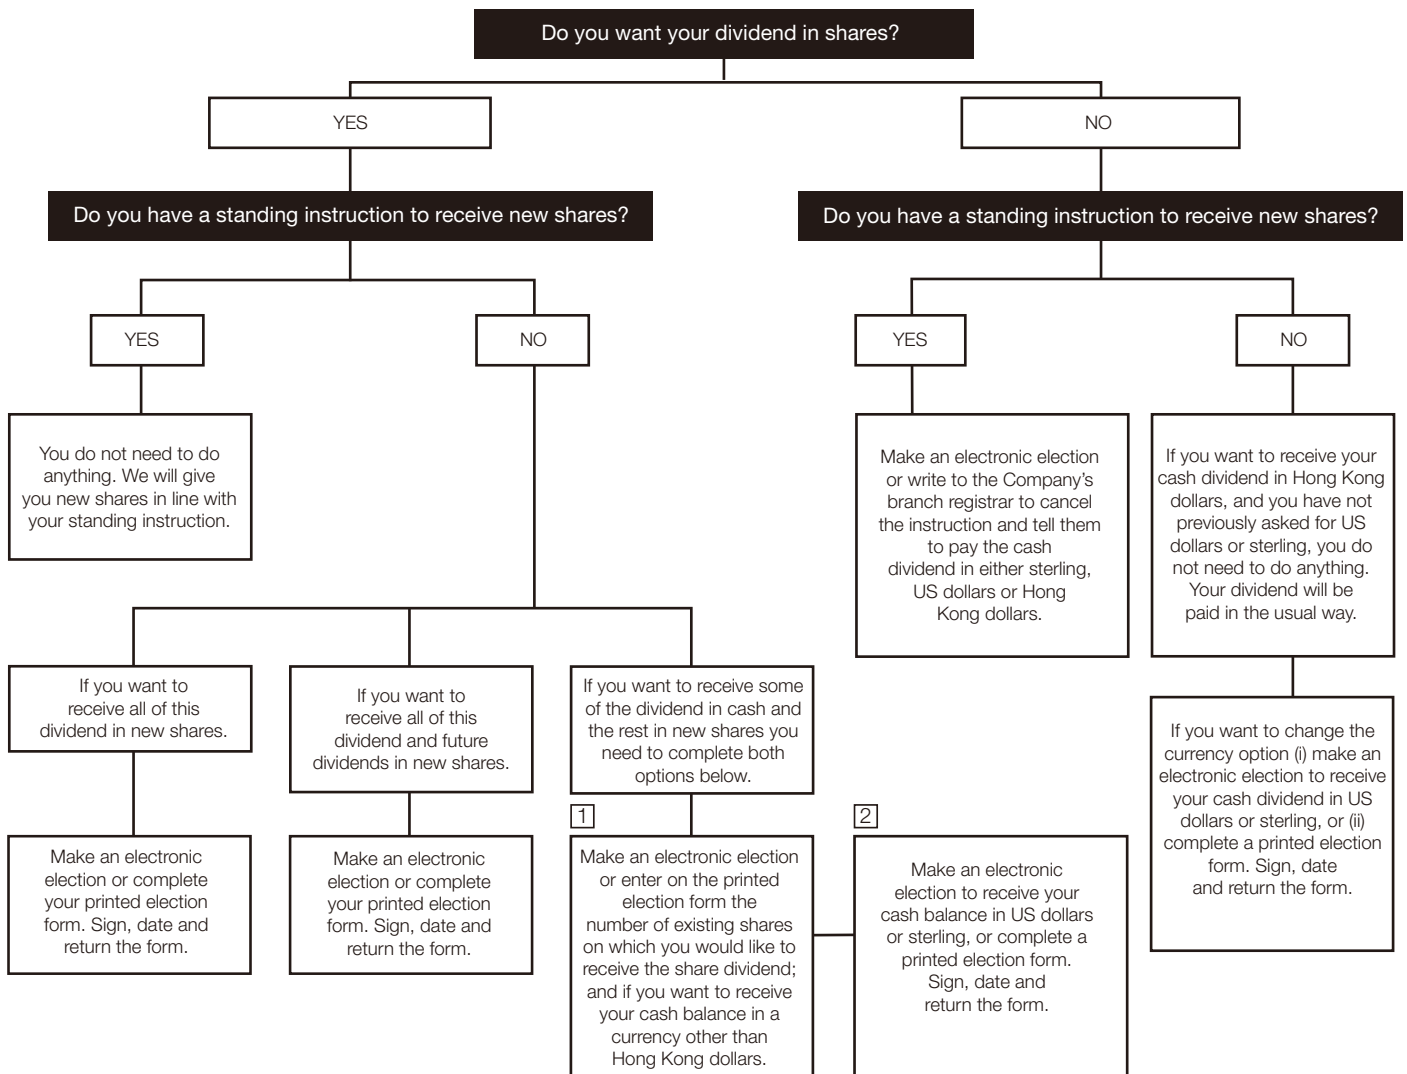 Do you want your dividend in shares?
YES
NO
Do you have a standing instruction to receive new shares?
Do you have a standing instruction to receive new shares?
YES
NO
YES
NO
You do not need to do
anything. We will give
you new shares in line with
your standing instruction.
Make an electronic election
or write to the Company's
branch registrar to cancel
the instruction and tell them
to pay the cash
dividend in either sterling,
US dollars or Hong
Kong dollars.
If you want to receive your
cash dividend in Hong Kong
dollars, and you have not
previously asked for US
dollars or sterling, you do
not need to do anything.
Your dividend will be
paid in the usual way.
If you want to
receive all of this
dividend in new shares.
If you want to
receive all of this
dividend and future
dividends in new shares.
If you want to receive some
of the dividend in cash and
the rest in new shares you
need to complete both
options below.
If you want to change the
currency option (i) make an
electronic election to receive
your cash dividend in US
dollars or sterling, or (ii)
complete a printed election
form. Sign, date
and return the form.
Make an electronic
election or complete
your printed election
form. Sign, date and
return the form.
Make an electronic
election or complete
your printed election
form. Sign, date and
return the form.
1
Make an electronic election
or enter on the printed
election form the
number of existing shares
on which you would like to
receive the share dividend;
and if you want to receive
your cash balance in a
currency other than
Hong Kong dollars.
2
Make an electronic
election to receive your
cash balance in US dollars
or sterling, or complete a
printed election form.
Sign, date and
return the form.